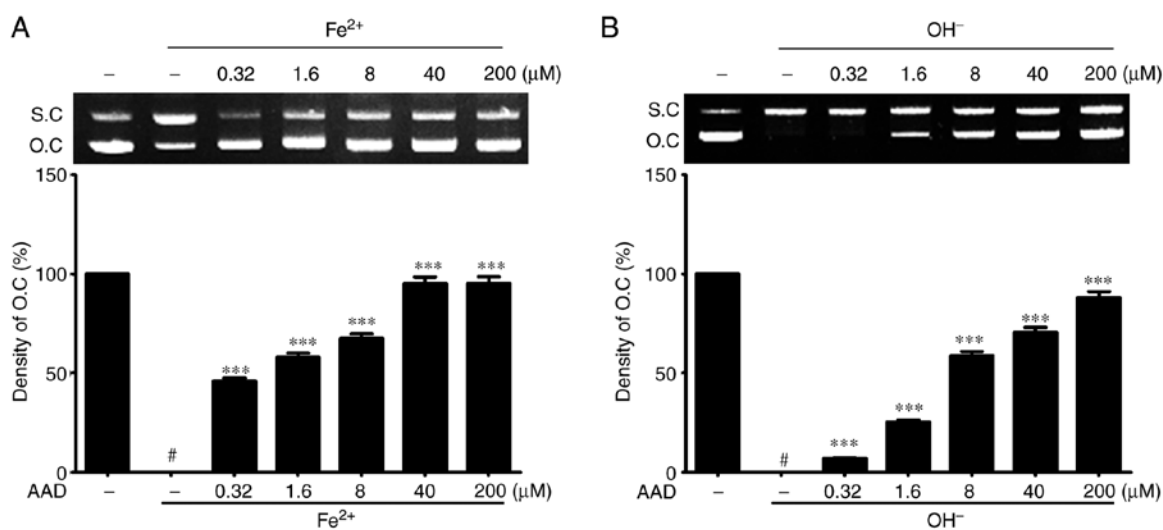 A
Fe²⁺
– – 0.32 1.6 8 40 200 (μM)
S.C
O.C
150
100
50
0
Density of O.C (%)
#
***
***
***
***
***
AAD – – 0.32 1.6 8 40 200 (μM)
Fe²⁺
B
OH⁻
– – 0.32 1.6 8 40 200 (μM)
S.C
O.C
150
100
50
0
Density of O.C (%)
#
***
***
***
***
***
AAD – – 0.32 1.6 8 40 200 (μM)
OH⁻